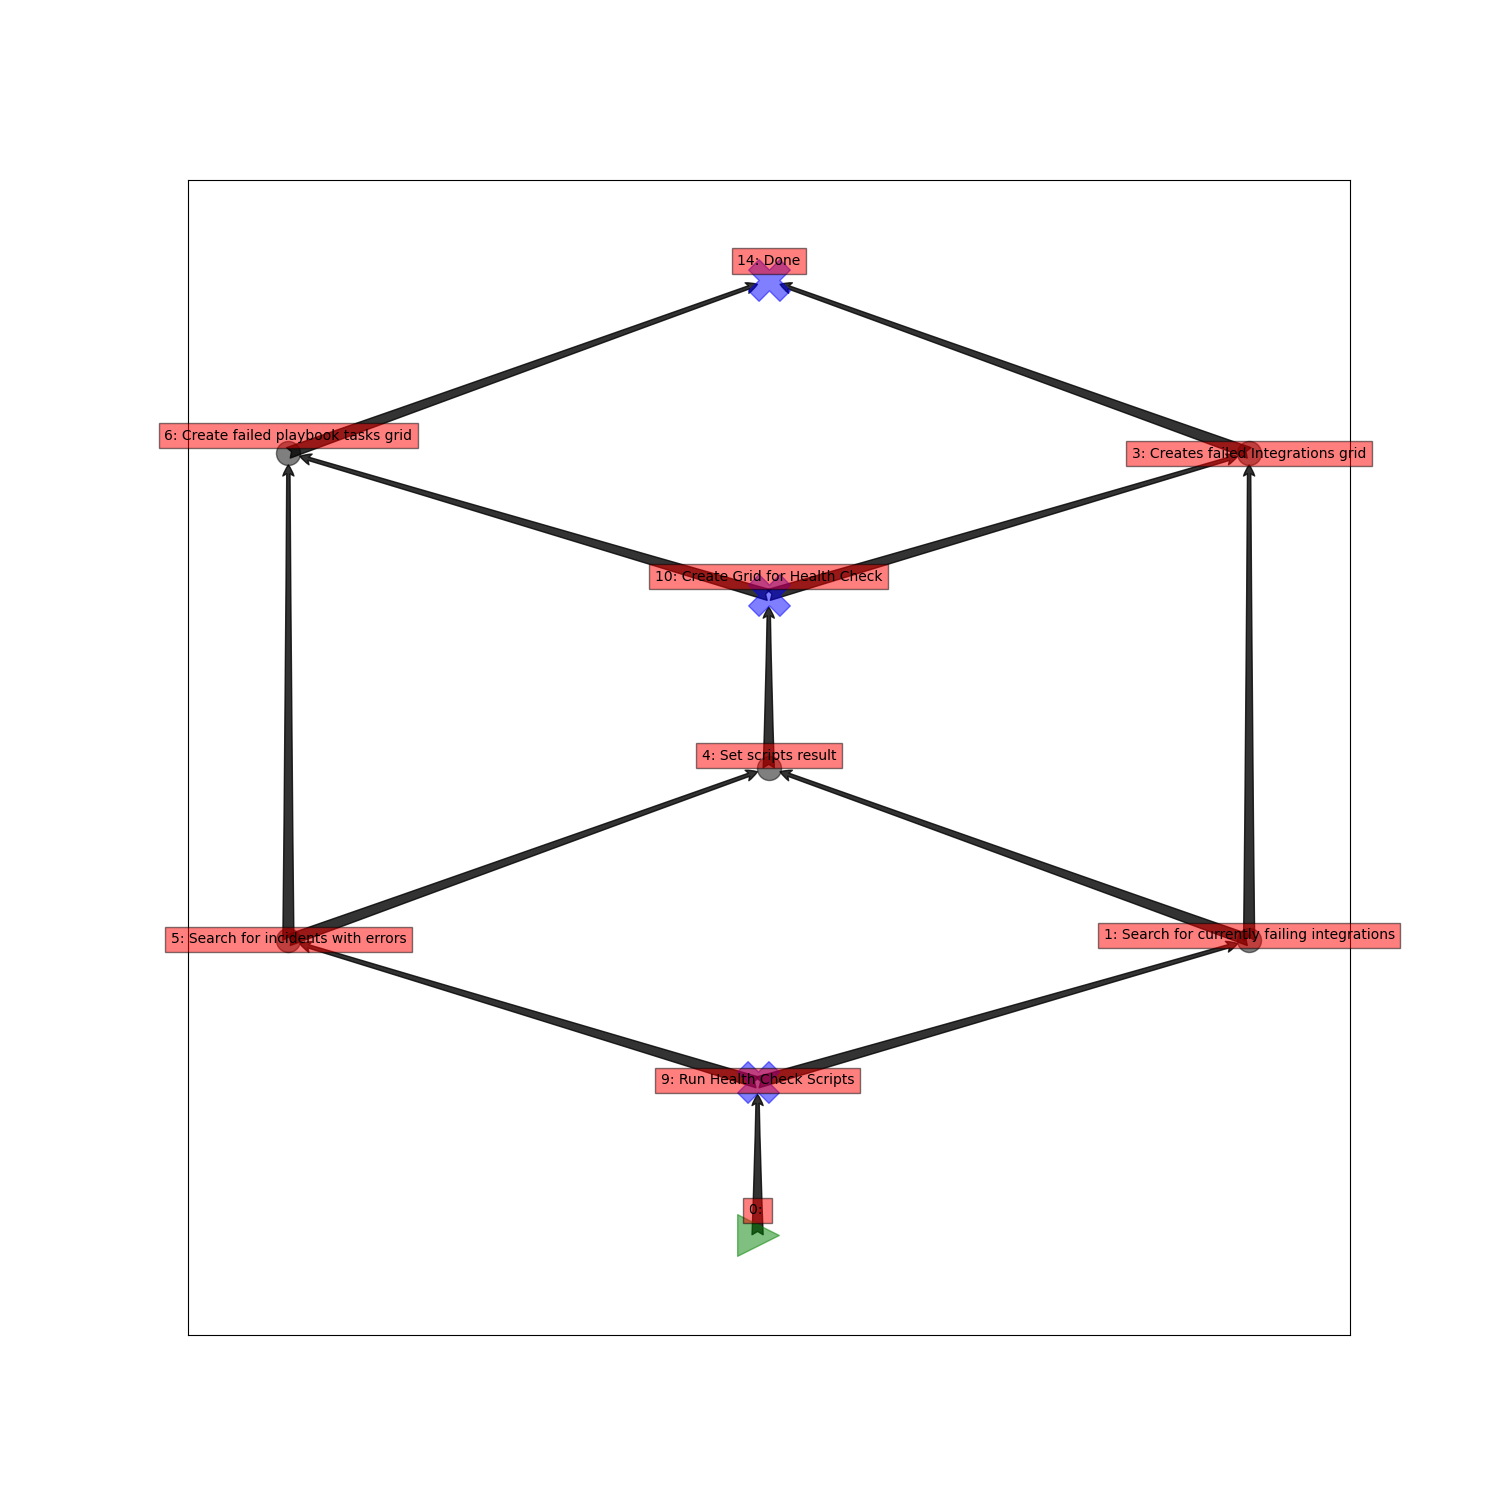 14: Done
6: Create failed playbook tasks grid
3: Creates failed Integrations grid
10: Create Grid for Health Check
4: Set scripts result
5: Search for incidents with errors
1: Search for currently failing integrations
9: Run Health Check Scripts
0: